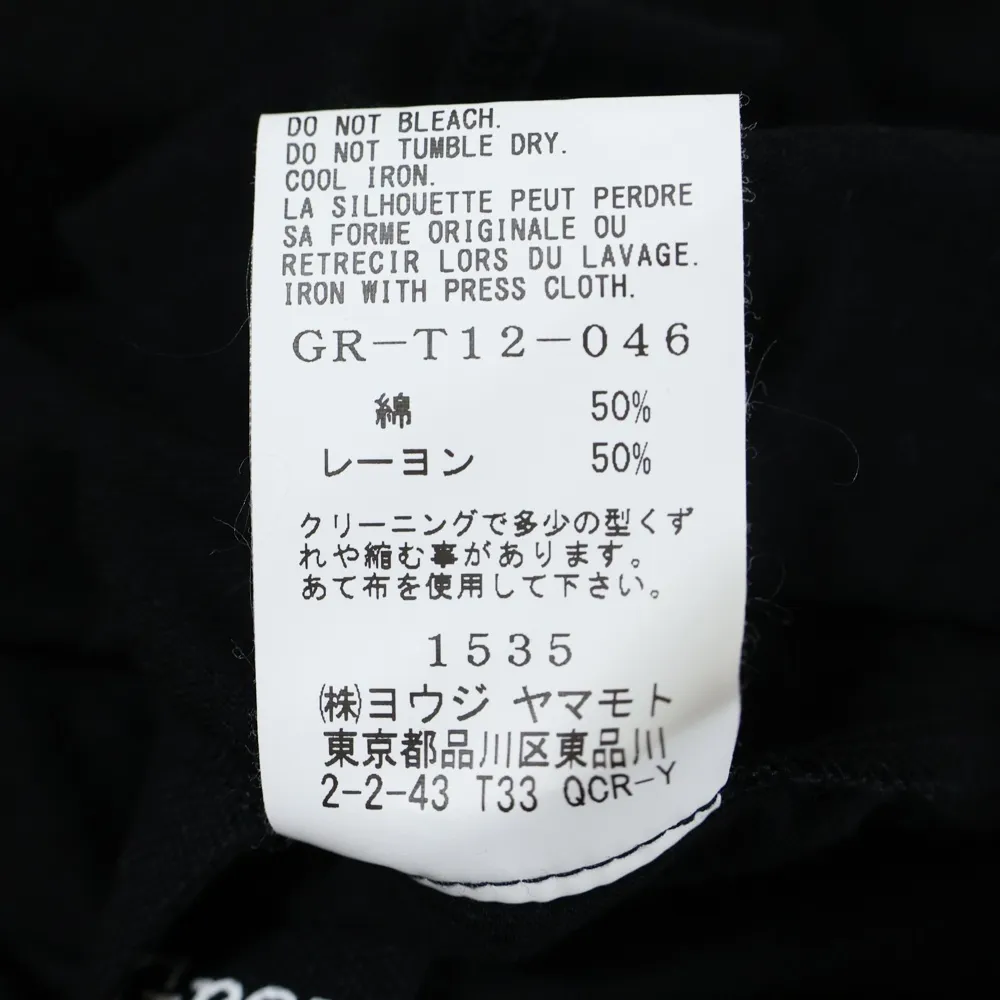 DO NOT BLEACH.
DO NOT TUMBLE DRY.
COOL IRON.
LA SILHOUETTE PEUT PERDRE
SA FORME ORIGINALE OU
RETRECIR LORS DU LAVAGE.
IRON WITH PRESS CLOTH.
GR-T12-046
綿 50%
レーヨン 50%
クリーニングで多少の型くず
れや縮む事があります。
あて布を使用して下さい。
1535
㈱ヨウジ ヤマモト
東京都品川区東品川
2-2-43 T33 QCR-Y